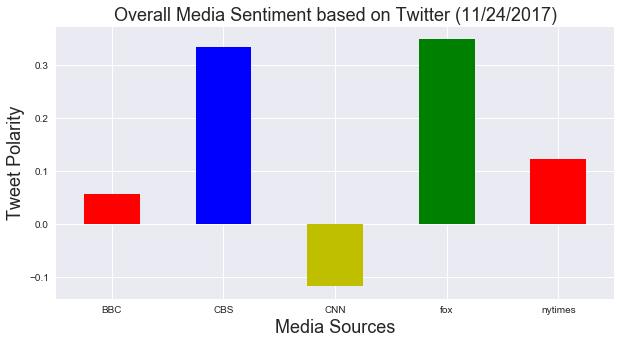 Overall Media Sentiment based on Twitter (11/24/2017)
Tweet Polarity
0.3
0.2
0.1
0.0
−0.1
BBC CBS CNN fox nytimes
Media Sources